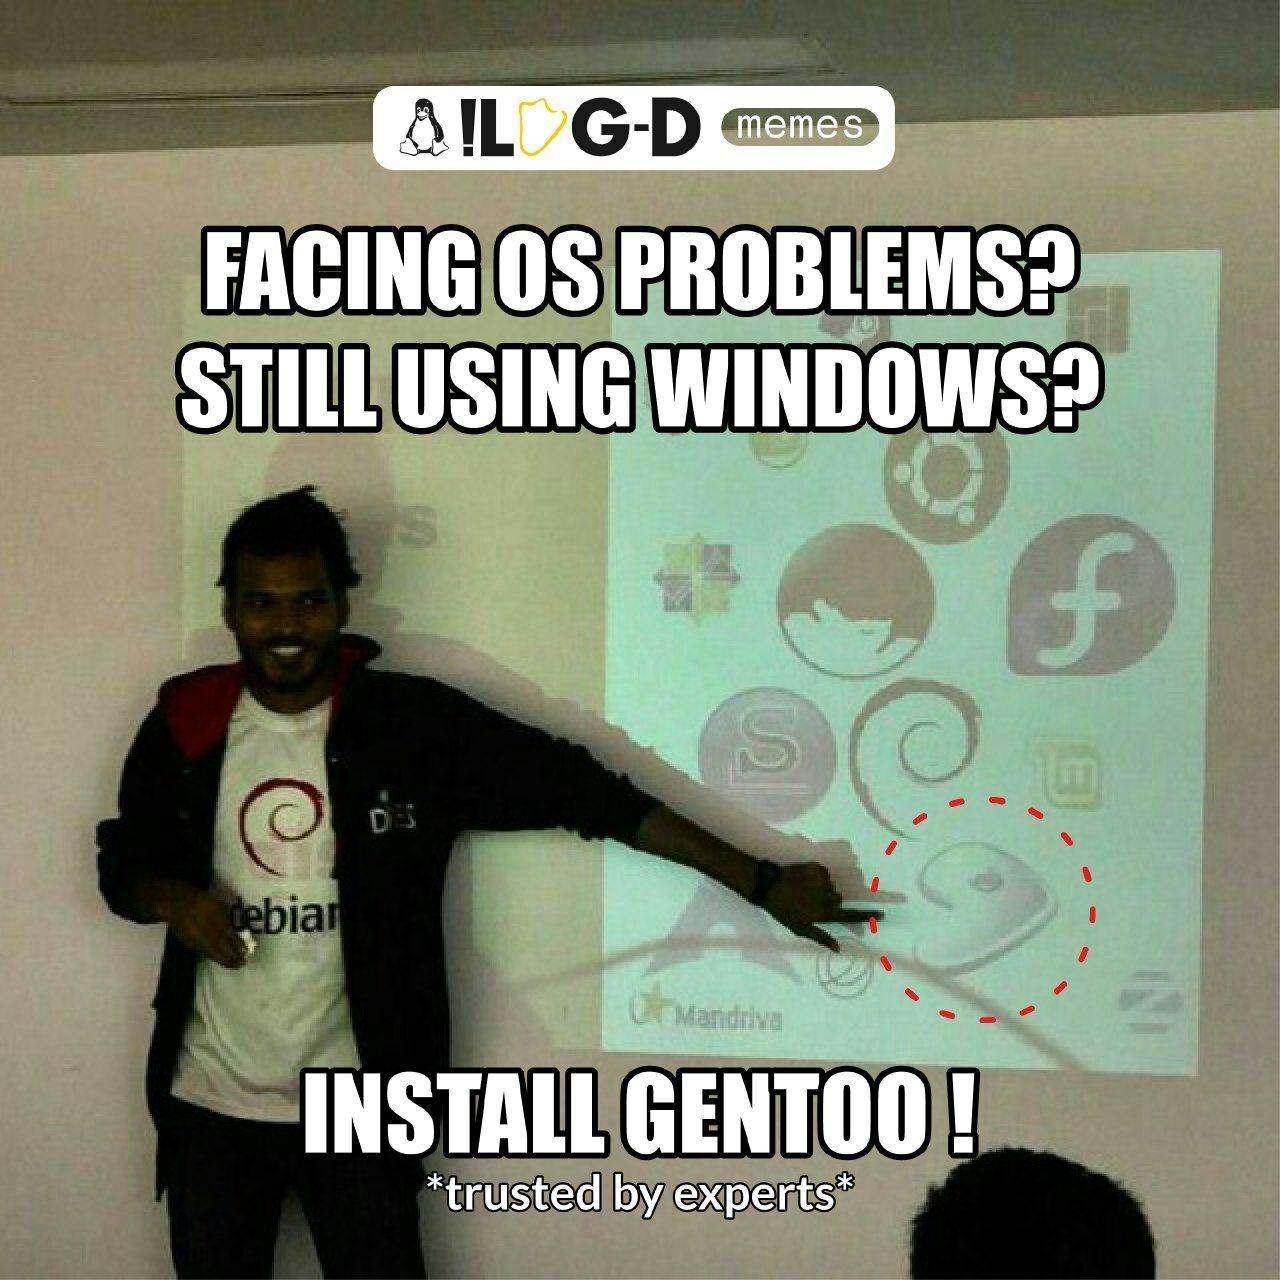 !LUG-D memes
FACING OS PROBLEMS?
STILL USING WINDOWS?
S
debian
Mandriva
INSTALL GENTOO !
*trusted by experts*